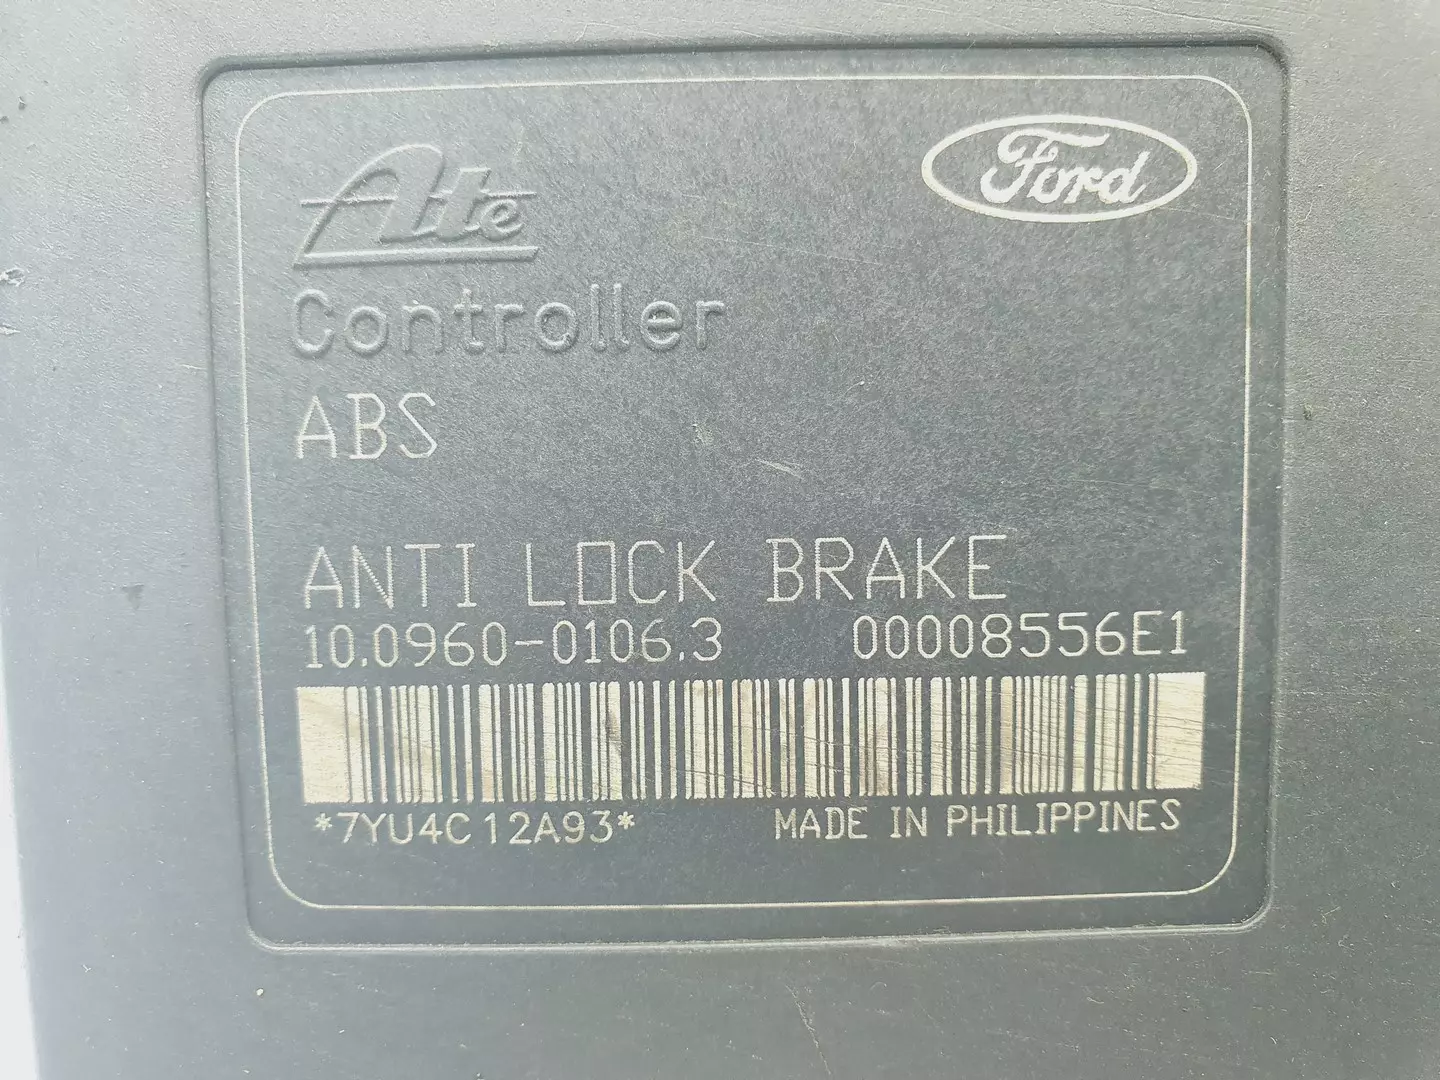 Ate
Ford
Controller
ABS
ANTI LOCK BRAKE
10.0960-0106.3 00008556E1
*7YU4C12A93* MADE IN PHILIPPINES